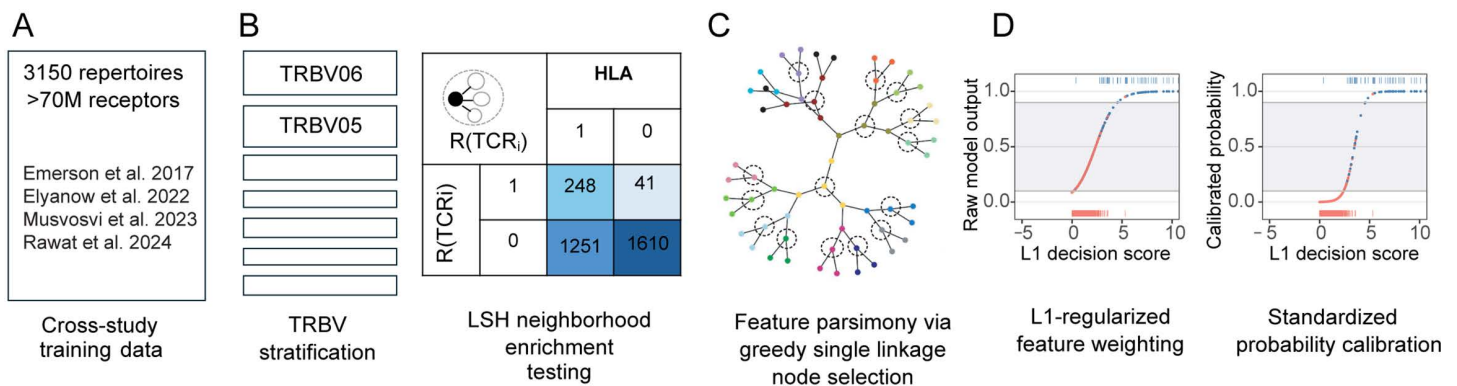 A
3150 repertoires
>70M receptors
Emerson et al. 2017
Elyanow et al. 2022
Musvosvi et al. 2023
Rawat et al. 2024
Cross-study
training data
B
TRBV06
TRBV05
TRBV
stratification
R(TCRi)
HLA
1 0
R(TCRi)
1 248 41
0 1251 1610
LSH neighborhood
enrichment
testing
C
Feature parsimony via
greedy single linkage
node selection
D
Raw model output
1.0
0.5
0.0
−5 0 5 10
L1 decision score
L1-regularized
feature weighting
Calibrated probability
1.0
0.5
0.0
−5 0 5 10
L1 decision score
Standardized
probability calibration